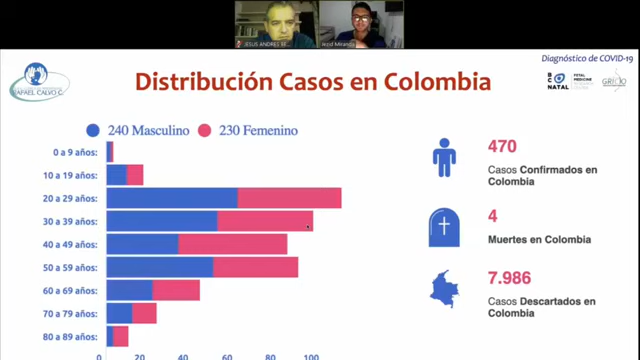 JESUS ANDRES
Diagnóstico de COVID-19
RAFAEL CALVO C.
Distribución Casos en Colombia
BC NATAL
FETAL MEDICINE
240 Masculino 230 Femenino
0 a 9 años:
10 a 19 años:
20 a 29 años:
30 a 39 años:
40 a 49 años:
50 a 59 años:
60 a 69 años:
70 a 79 años:
80 a 89 años:
0 20 40 60 80 100
470
Casos Confirmados en
Colombia
4
Muertes en Colombia
7.986
Casos Descartados en
Colombia